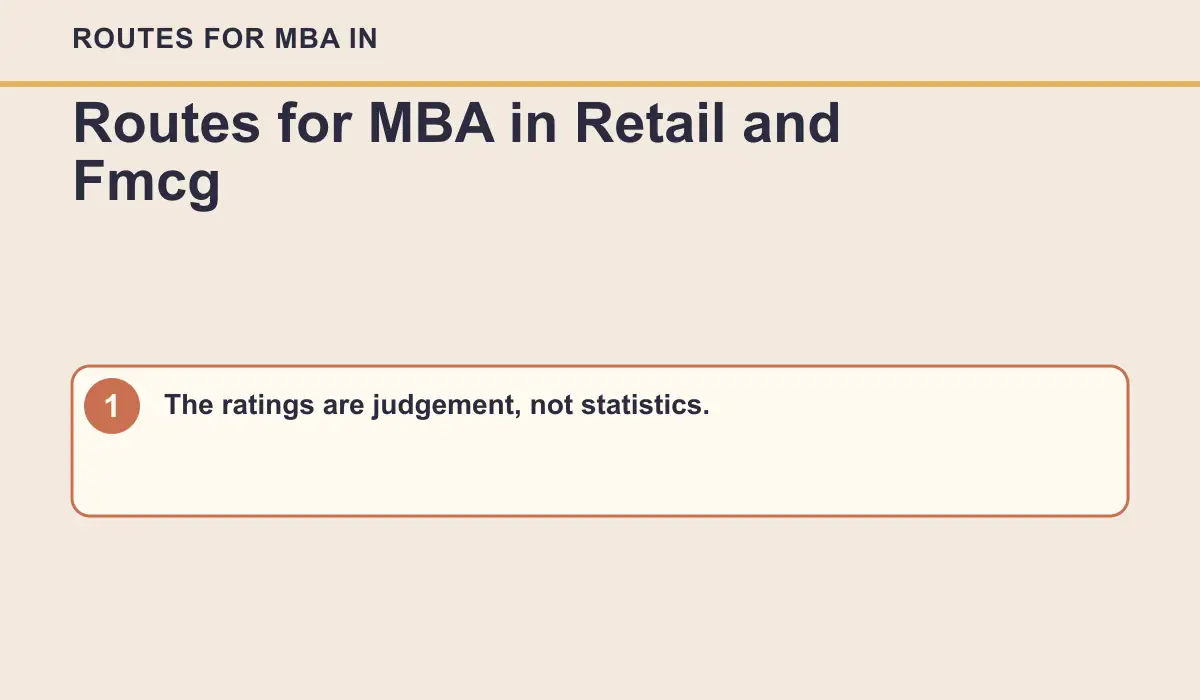 ROUTES FOR MBA IN
Routes for MBA in Retail and
Fmcg
1 The ratings are judgement, not statistics.